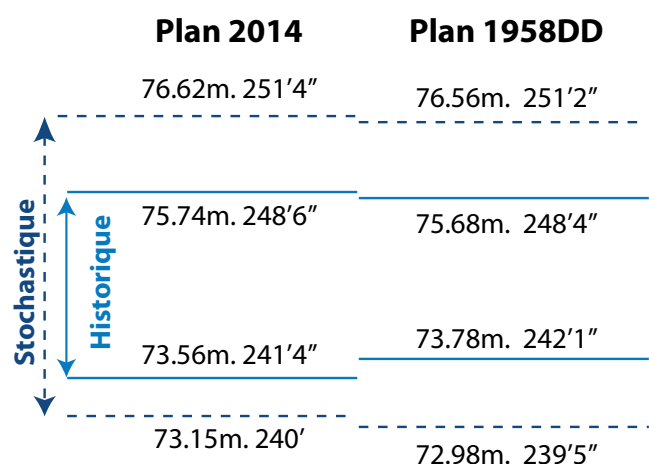 Plan 2014 Plan 1958DD
76.62m. 251'4" 76.56m. 251'2"
Stochastique
Historique
75.74m. 248'6" 75.68m. 248'4"
73.56m. 241'4" 73.78m. 242'1"
73.15m. 240' 72.98m. 239'5"